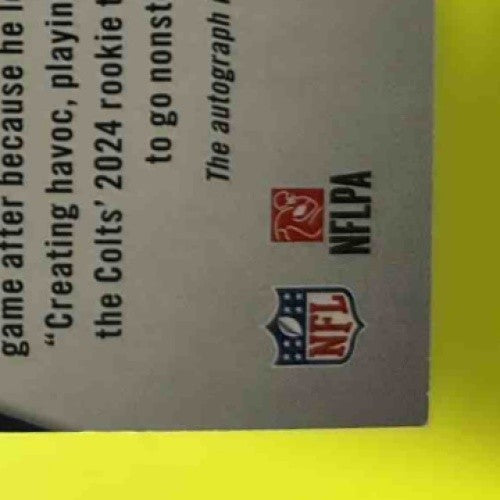 game after because he
“Creating havoc, playin
the Colts’ 2024 rookie
to go nonst
The autograph
NFLPA
NFL